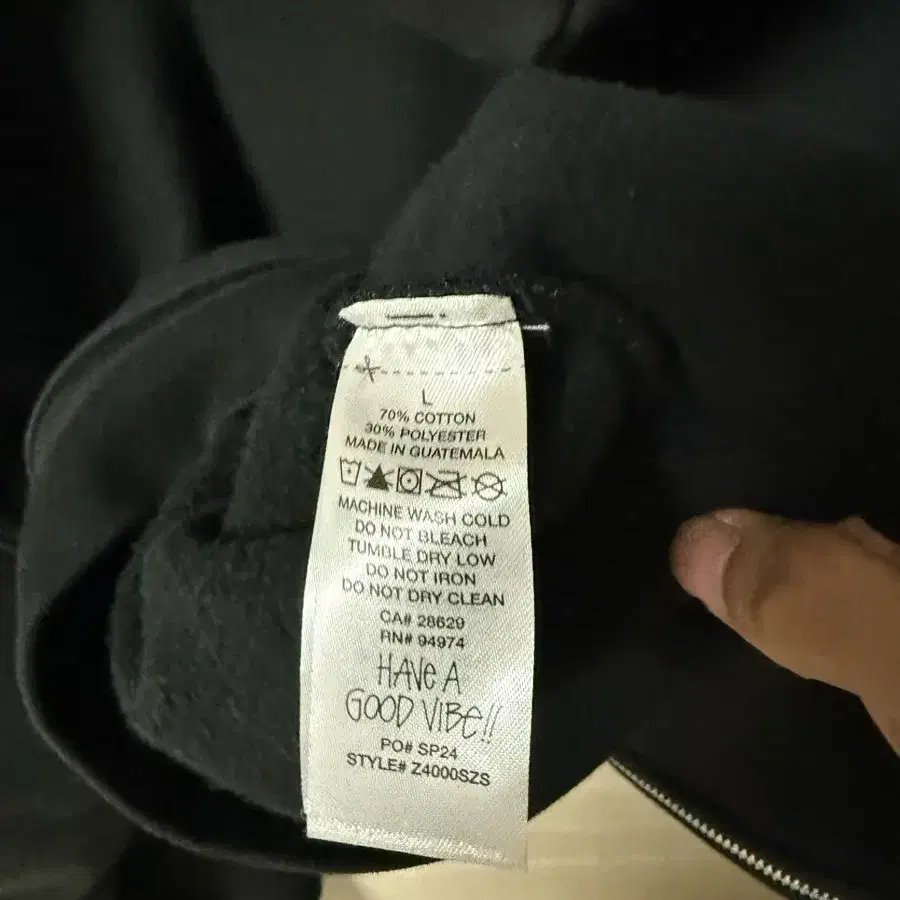 L
70% COTTON
30% POLYESTER
MADE IN GUATEMALA
MACHINE WASH COLD
DO NOT BLEACH
TUMBLE DRY LOW
DO NOT IRON
DO NOT DRY CLEAN
CA# 28629
RN# 94974
HAVE A
GOOD VIBE!!
PO# SP24
STYLE# Z4000SZS